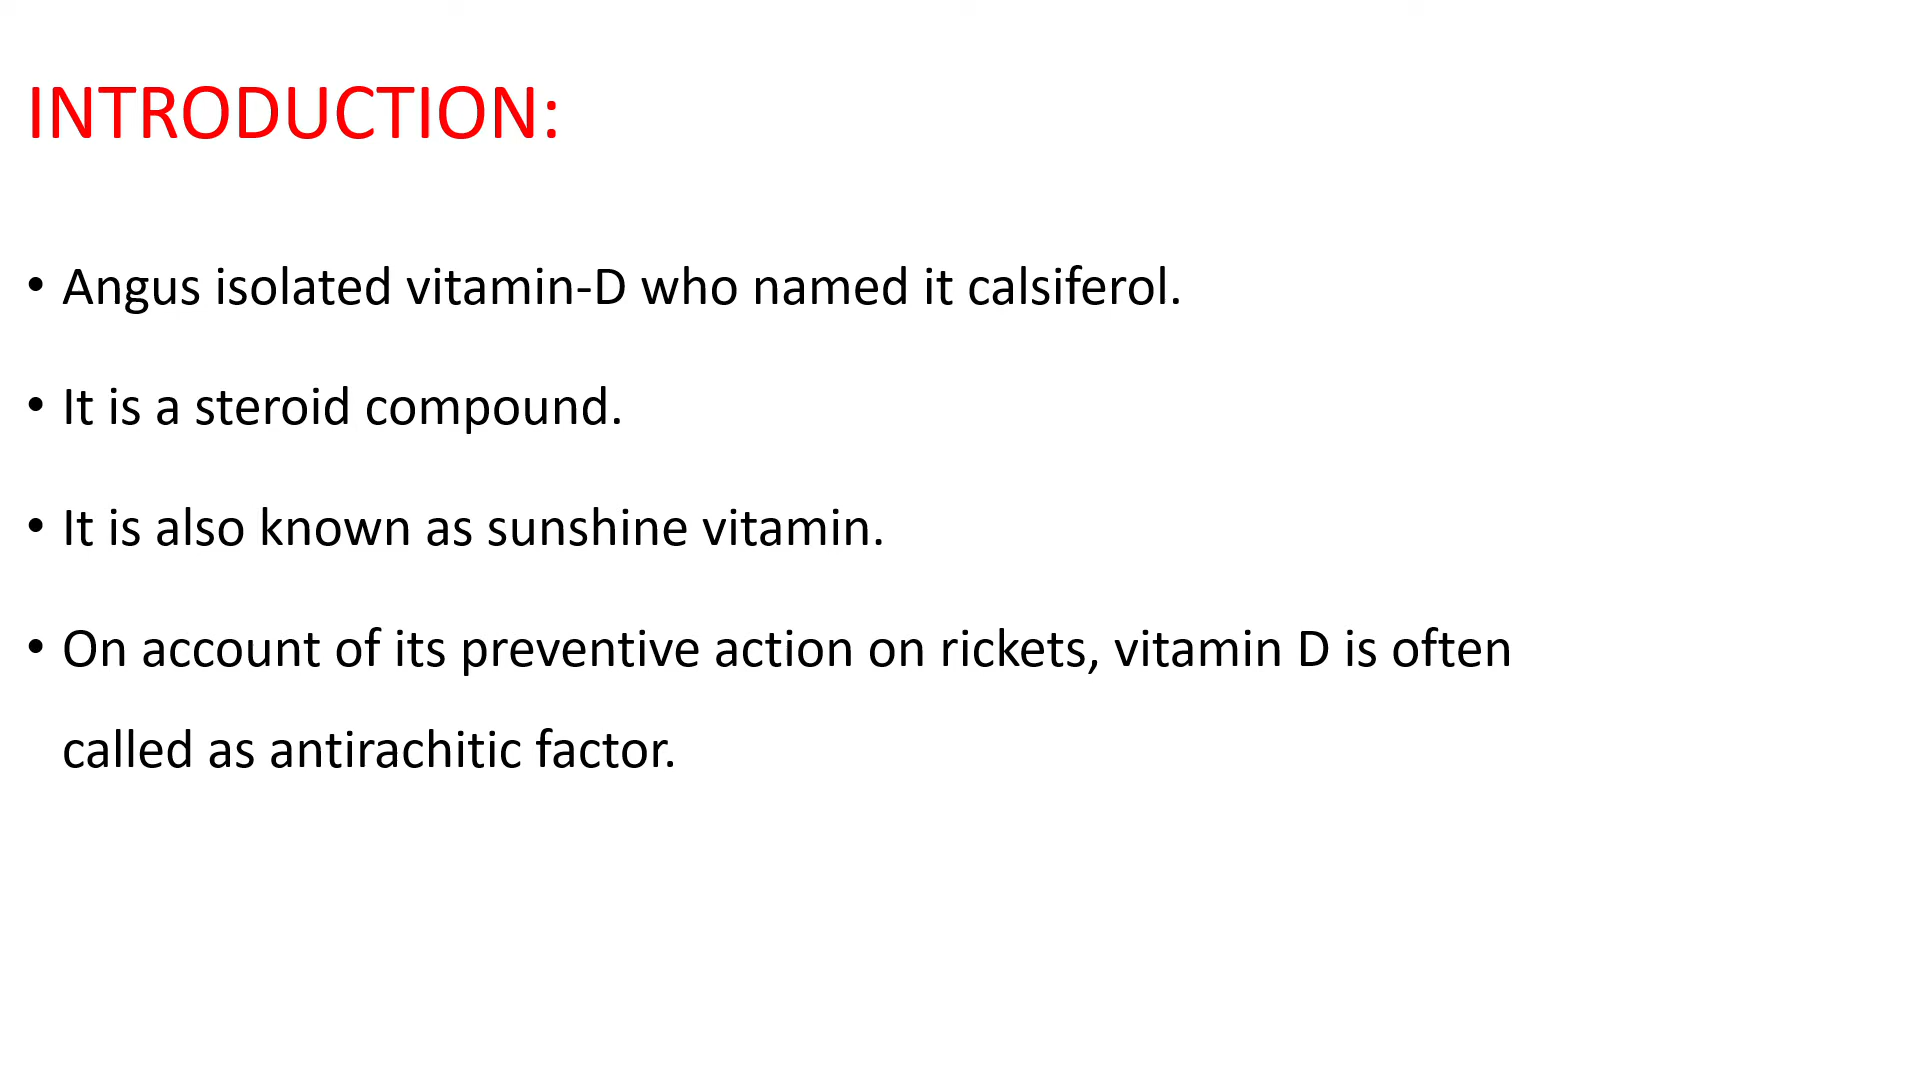 INTRODUCTION:
• Angus isolated vitamin-D who named it calsiferol.
• It is a steroid compound.
• It is also known as sunshine vitamin.
• On account of its preventive action on rickets, vitamin D is often
called as antirachitic factor.